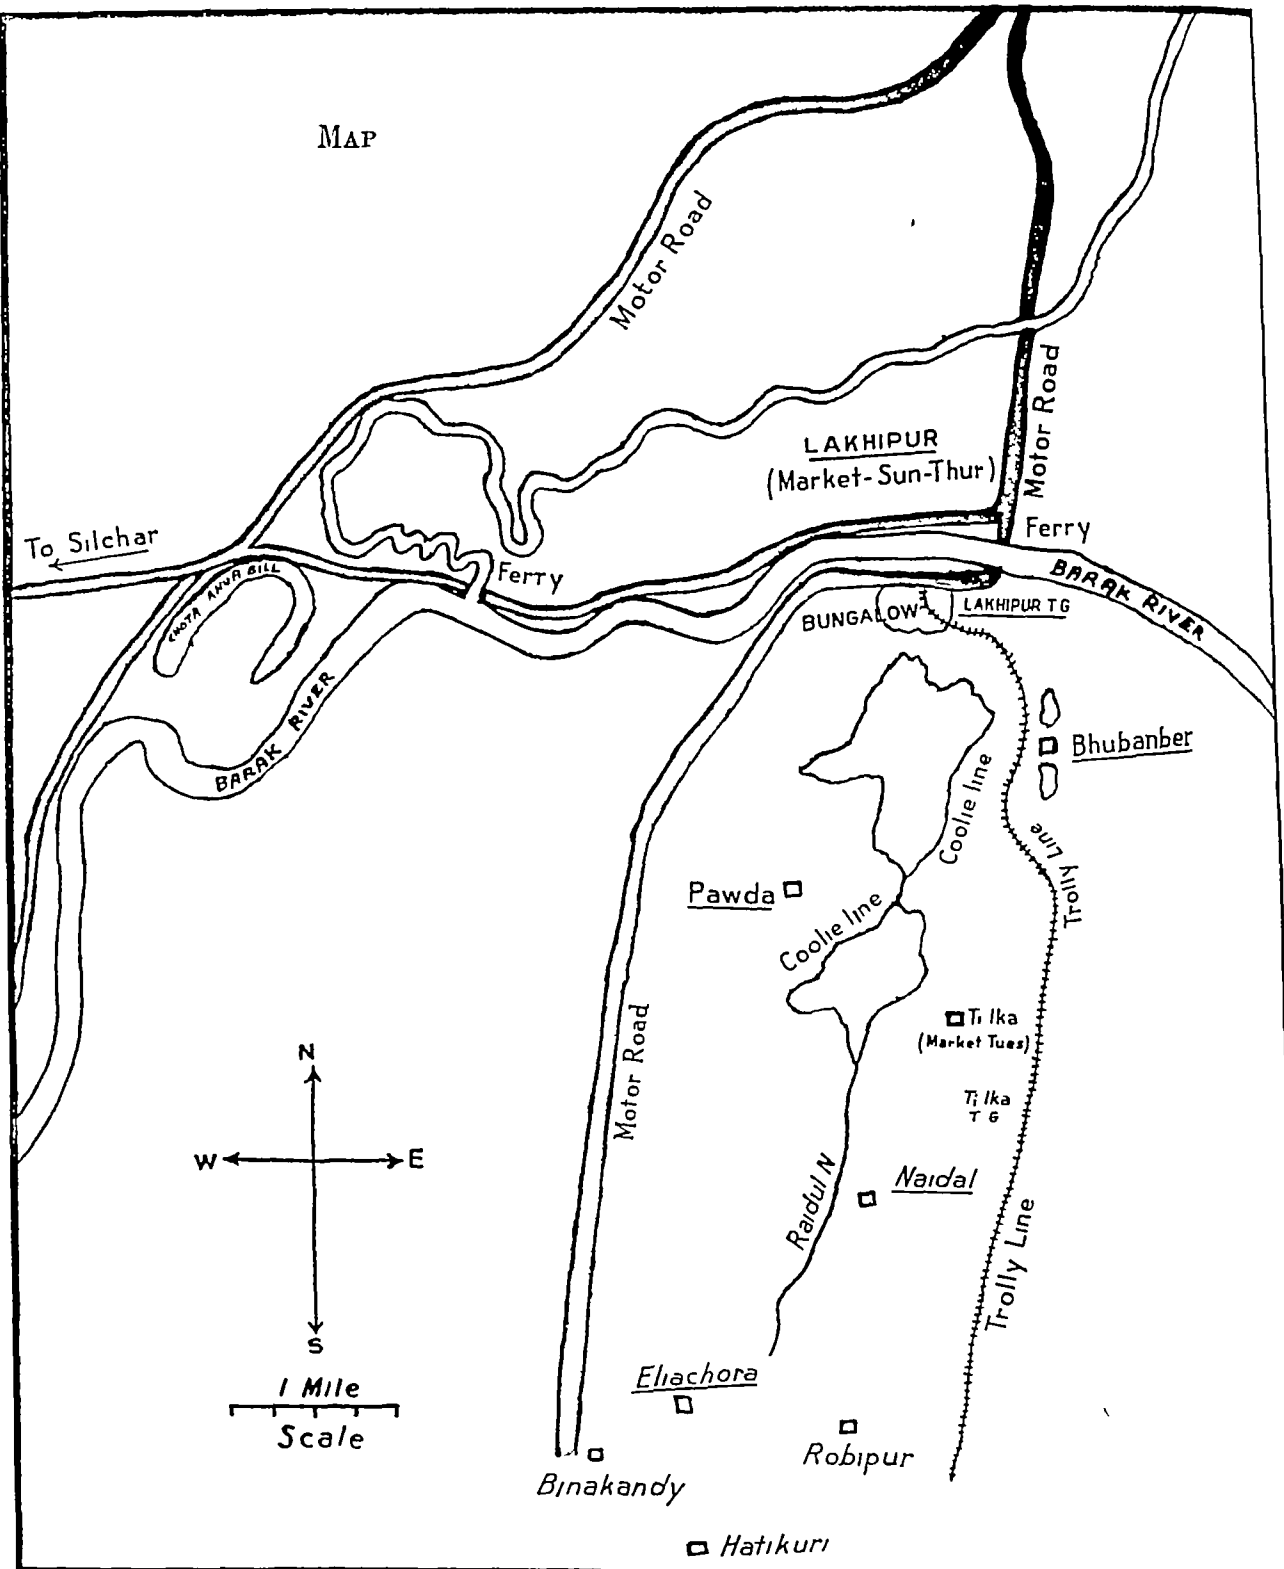 MAP
Motor Road
Motor Road
LAKHIPUR
(Market-Sun-Thur)
To Silchar
Ferry
Ferry
CHOTA ANUA BILL
BARAK RIVER
BUNGALOW
LAKHIPUR T G
BARAK RIVER
Bhubanber
Coolie line
Trolly Line
Pawda
Coolie line
Tilka
(Market Tues)
Motor Road
Tilka
T G
N
W
E
S
Raidul N
Naidal
Trolly Line
1 Mile
Scale
Eliachora
Robipur
Binakandy
Hatikuri